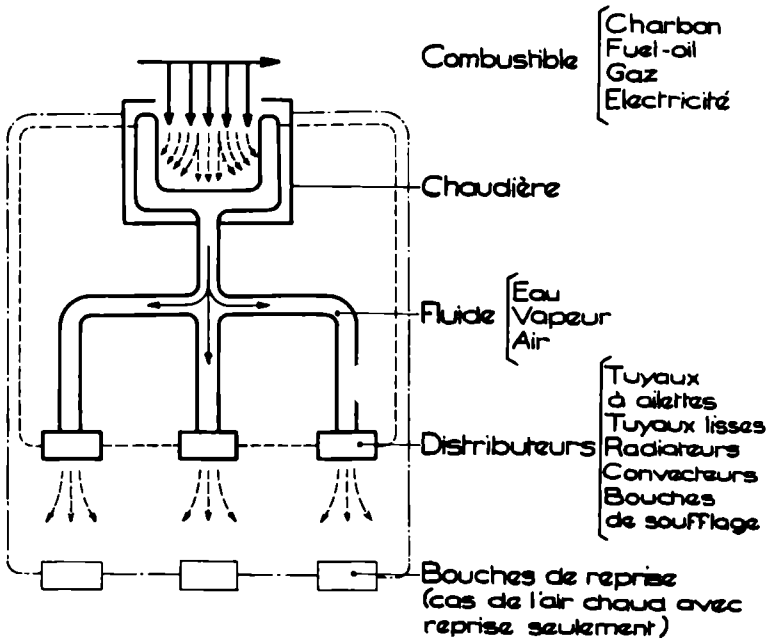 Combustible
Charbon
Fuel-oil
Gaz
Electricité
Chaudière
Fluide
Eau
Vapeur
Air
Distributeurs
Tuyaux
à ailettes
Tuyaux lisses
Radiateurs
Convecteurs
Bouches
de soufflage
Bouches de reprise
(cas de l'air chaud avec
reprise seulement)